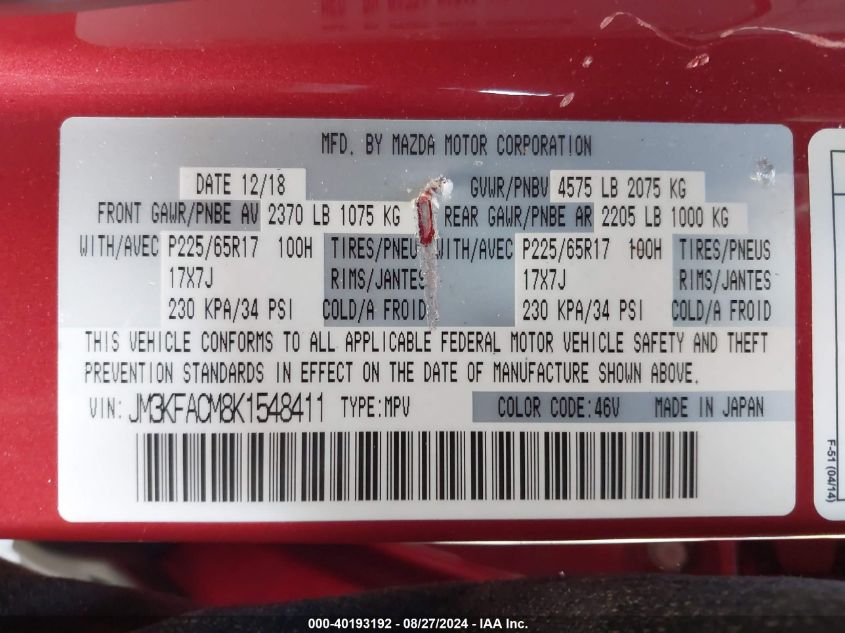 MFD. BY MAZDA MOTOR CORPORATION
DATE 12/18 GVWR/PNBV 4575 LB 2075 KG
FRONT GAWR/PNBE AV 2370 LB 1075 KG REAR GAWR/PNBE AR 2205 LB 1000 KG
WITH/AVEC P225/65R17 100H TIRES/PNEU WITH/AVEC P225/65R17 100H TIRES/PNEUS
17X7J RIMS/JANTES 17X7J RIMS/JANTES
230 KPA/34 PSI COLD/A FROID 230 KPA/34 PSI COLD/A FROID
THIS VEHICLE CONFORMS TO ALL APPLICABLE FEDERAL MOTOR VEHICLE SAFETY AND THEFT
PREVENTION STANDARDS IN EFFECT ON THE DATE OF MANUFACTURE SHOWN ABOVE.
VIN: JM3KFACM8K1548411 TYPE:MPV COLOR CODE:46V MADE IN JAPAN
F-51 (04/14)
000-40193192 - 08/27/2024 - IAA Inc.